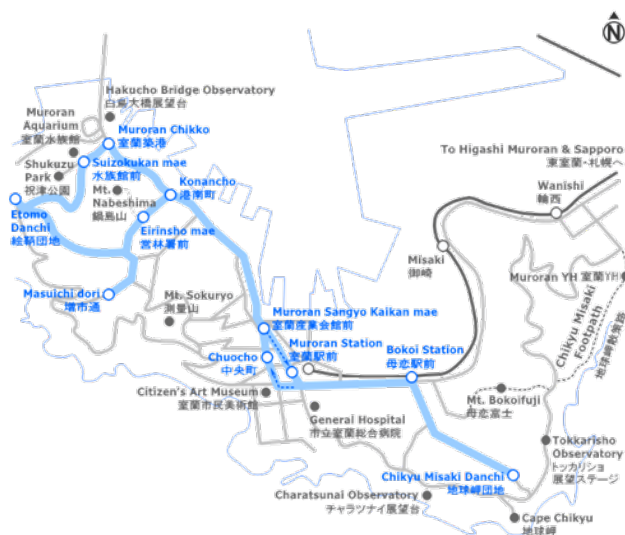 N
Hakucho Bridge Observatory
白鳥大橋展望台
Muroran
Aquarium
室蘭水族館
Muroran Chikko
室蘭築港
Shukuzu
Park
祝津公園
Suizokukan mae
水族館前
Mt.
Nabeshima
鍋島山
Konancho
港南町
To Higashi Muroran & Sapporo
東室蘭・札幌へ
Wanishi
輪西
Etomo
Danchi
絵鞆団地
Eirinsho mae
営林署前
Misaki
御崎
Muroran YH 室蘭YH
Masuichi dori
増市通
Mt. Sokuryo
測量山
Muroran Sangyo Kaikan mae
室蘭産業会館前
Chikyu Misaki
Footpath
地球岬散策路
Muroran Station
室蘭駅前
Chuocho
中央町
Bokoi Station
母恋駅前
Citizen's Art Museum
室蘭市民美術館
Mt. Bokoifuji
母恋富士
General Hospital
市立室蘭総合病院
Tokkarisho
Observatory
トッカリショ
展望ステージ
Chikyu Misaki Danchi
地球岬団地
Charatsunai Observatory
チャラツナイ展望台
Cape Chikyu
地球岬